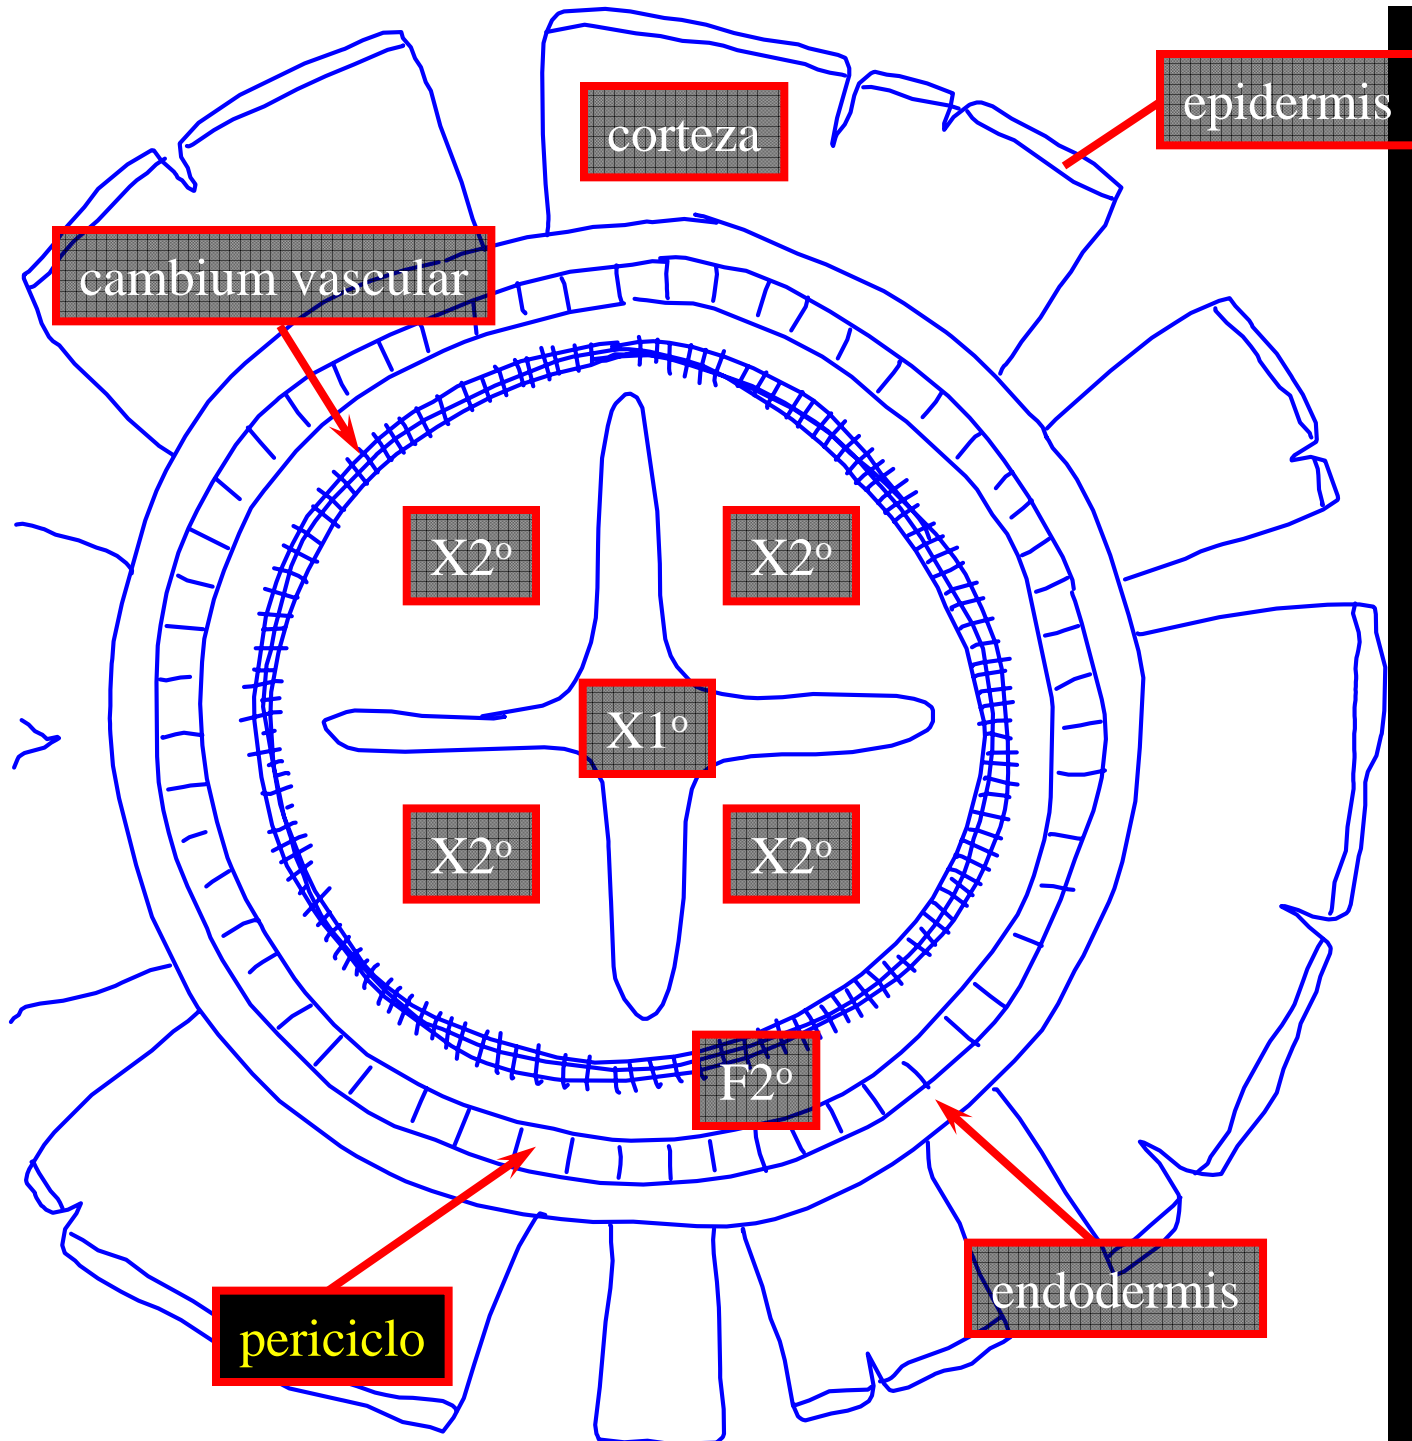 corteza
epidermis
cambium vascular
X2º
X2º
X1º
X2º
X2º
F2º
endodermis
periciclo